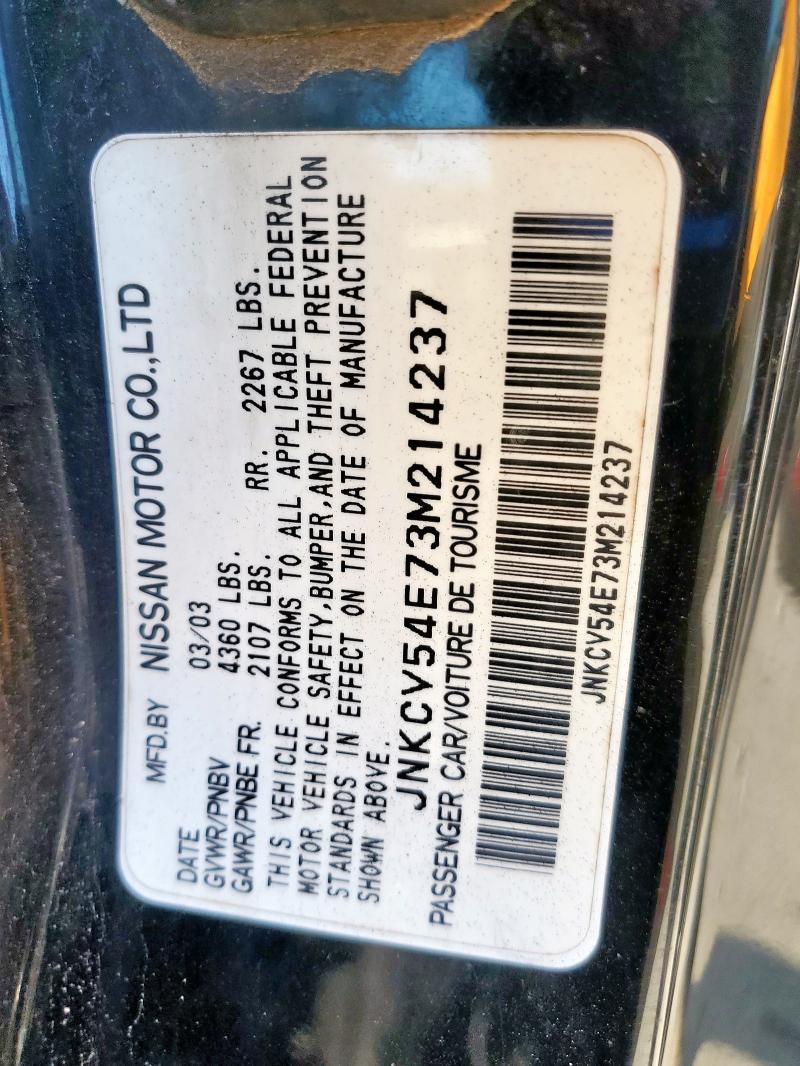 MFD.BY NISSAN MOTOR CO.,LTD
DATE 03/03
GVWR/PNBV 4360 LBS.
GAWR/PNBE FR. 2107 LBS. RR. 2267 LBS.
THIS VEHICLE CONFORMS TO ALL APPLICABLE FEDERAL
MOTOR VEHICLE SAFETY,BUMPER,AND THEFT PREVENTION
STANDARDS IN EFFECT ON THE DATE OF MANUFACTURE
SHOWN ABOVE.
JNKCV54E73M214237
PASSENGER CAR/VOITURE DE TOURISME
JNKCV54E73M214237